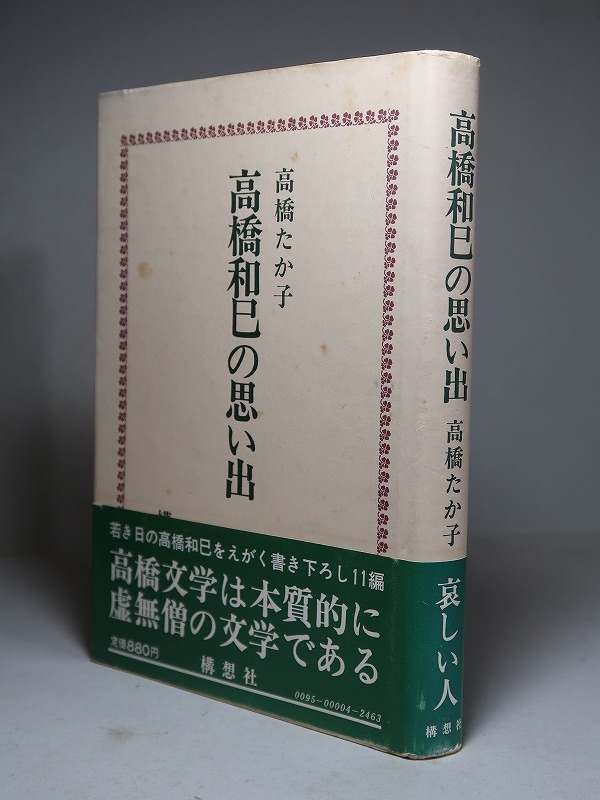 高橋たか子
高橋和巳の思い出
構
若き日の高橋和巳をえがく書き下ろし11編
高橋文学は本質的に
虚無僧の文学である
定価880円
構想社
0095-00004-2463
高橋和巳の思い出
高橋たか子
哀しい人
構想社